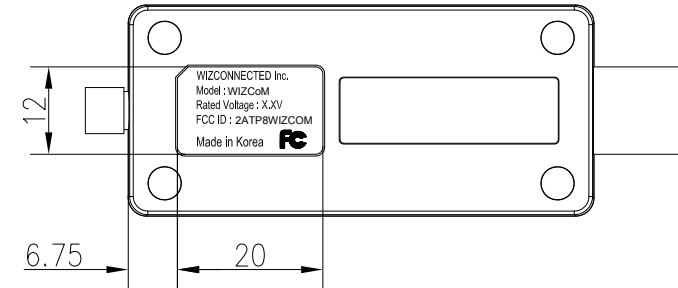 WIZCONNECTED Inc.
Model : WIZCoM
Rated Voltage : X.XV
FCC ID : 2ATP8WIZCOM
Made in Korea FC
12
6.75
20